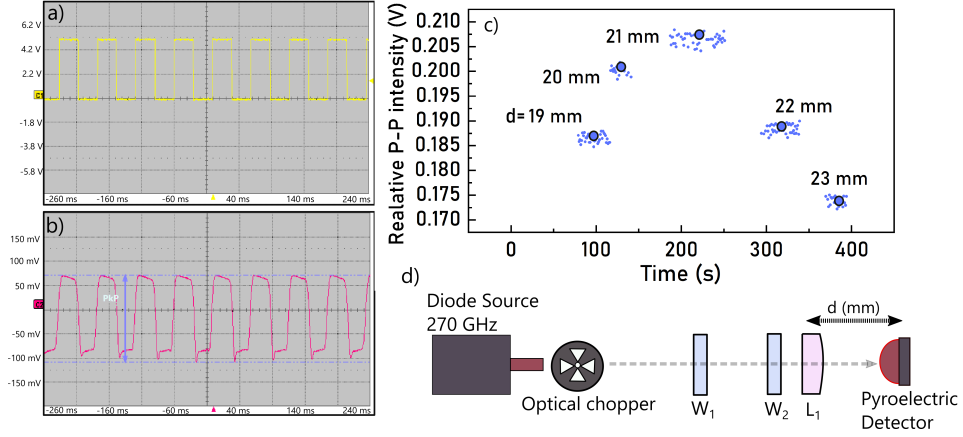 a)
6.2 V
4.2 V
2.2 V
C1
-1.8 V
-3.8 V
-5.8 V
-260 ms
-160 ms
-60 ms
40 ms
140 ms
240 ms
b)
150 mV
100 mV
50 mV
-50 mV
-100 mV
-150 mV
PkP
-260 ms
-160 ms
-60 ms
40 ms
140 ms
240 ms
c)
Realative P-P intensity (V)
0.210
0.205
0.200
0.195
0.190
0.185
0.180
0.175
0.170
21 mm
20 mm
d=19 mm
22 mm
23 mm
0
100
200
300
400
Time (s)
d)
Diode Source
270 GHz
Optical chopper
W1
W2
L1
d (mm)
Pyroelectric
Detector